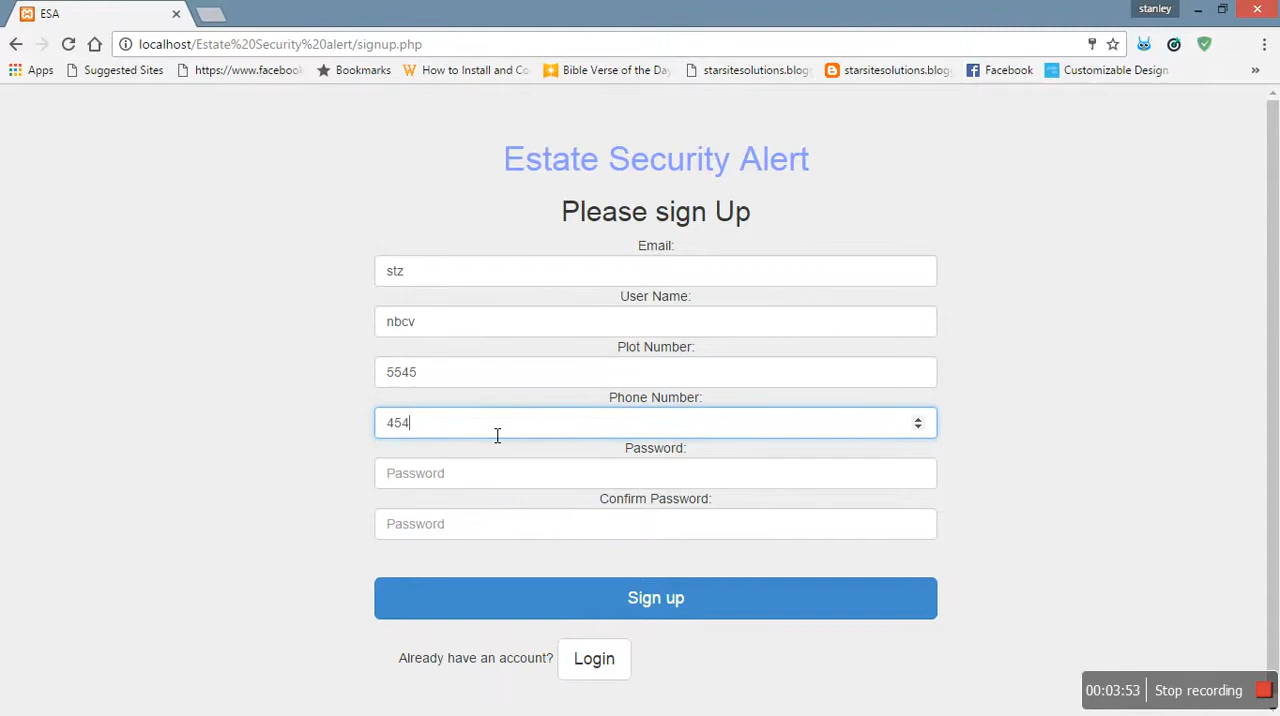 ESA
stanley
localhost/Estate%20Security%20alert/signup.php
Apps Suggested Sites https://www.facebook Bookmarks How to Install and Co Bible Verse of the Day starsitesolutions.blog starsitesolutions.blog Facebook Customizable Design »
Estate Security Alert
Please sign Up
Email:
stz
User Name:
nbcv
Plot Number:
5545
Phone Number:
454
Password:
Password
Confirm Password:
Password
Sign up
Already have an account? Login
00:03:53 Stop recording